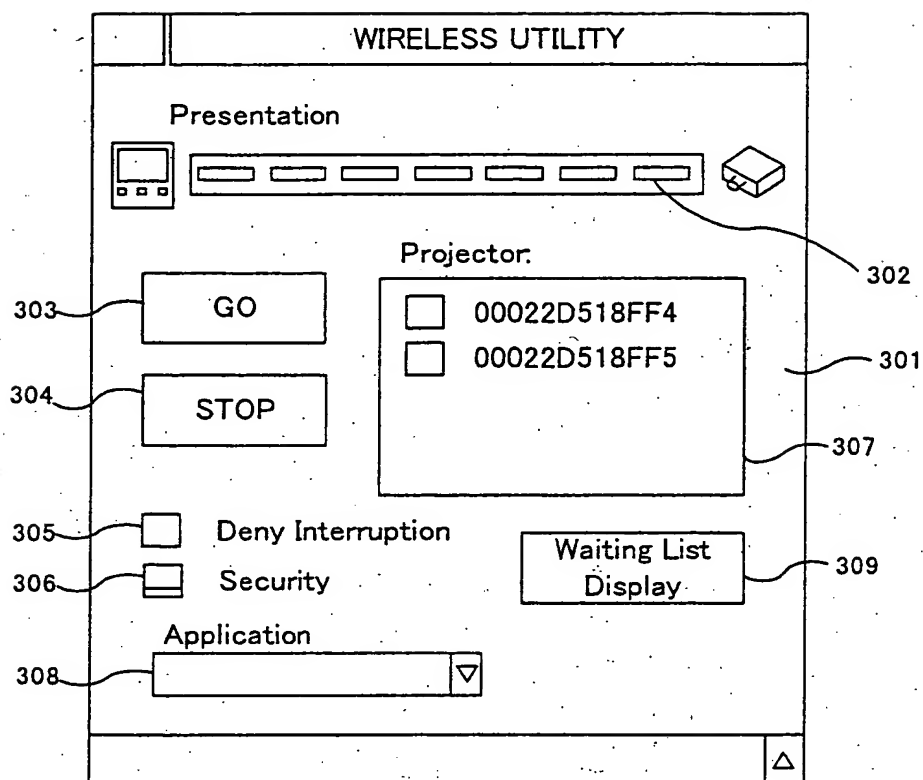 WIRELESS UTILITY
Presentation
302
Projector:
303
GO
00022D518FF4
00022D518FF5
301
304
STOP
307
305
Deny Interruption
Waiting List
Display
309
306
Security
Application
308